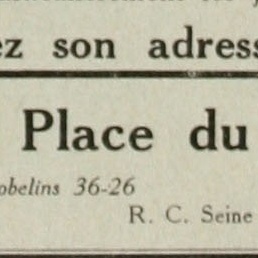 ez son adress
Place du
obelins 36-26
R. C. Seine